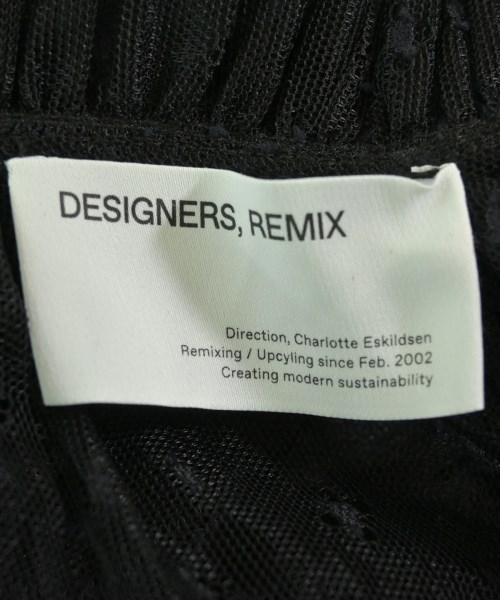 DESIGNERS, REMIX
Direction, Charlotte Eskildsen
Remixing / Upcyling since Feb. 2002
Creating modern sustainability